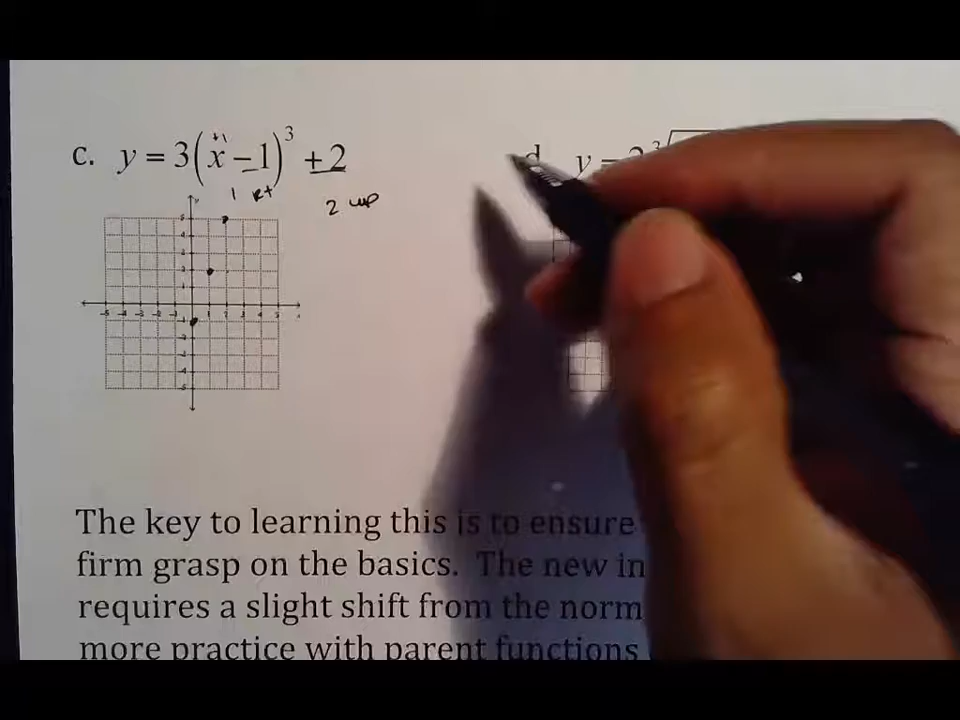 c. y = 3(x − 1)³ + 2
+1
1 Rt
2 up
d. y =
The key to learning this is to ensure
firm grasp on the basics. The new in
requires a slight shift from the norm
more practice with parent functions